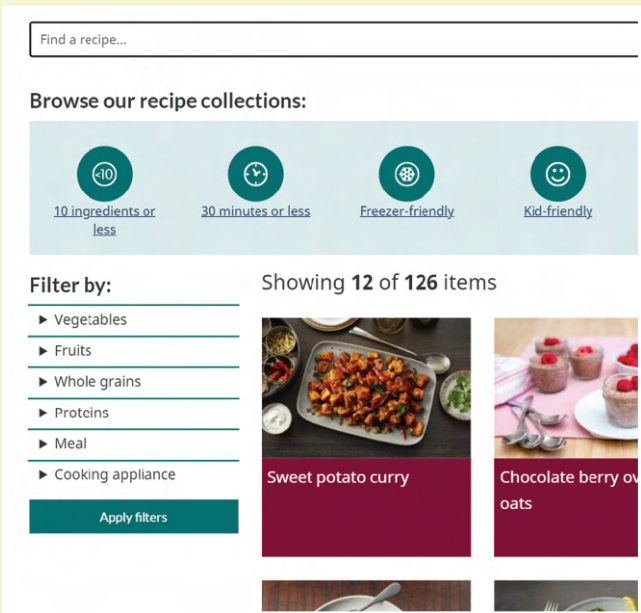 Find a recipe...
Browse our recipe collections:
<10
10 ingredients or
less
30 minutes or less
Freezer-friendly
Kid-friendly
Filter by:
Vegetables
Fruits
Whole grains
Proteins
Meal
Cooking appliance
Apply filters
Showing 12 of 126 items
Sweet potato curry
Chocolate berry
oats